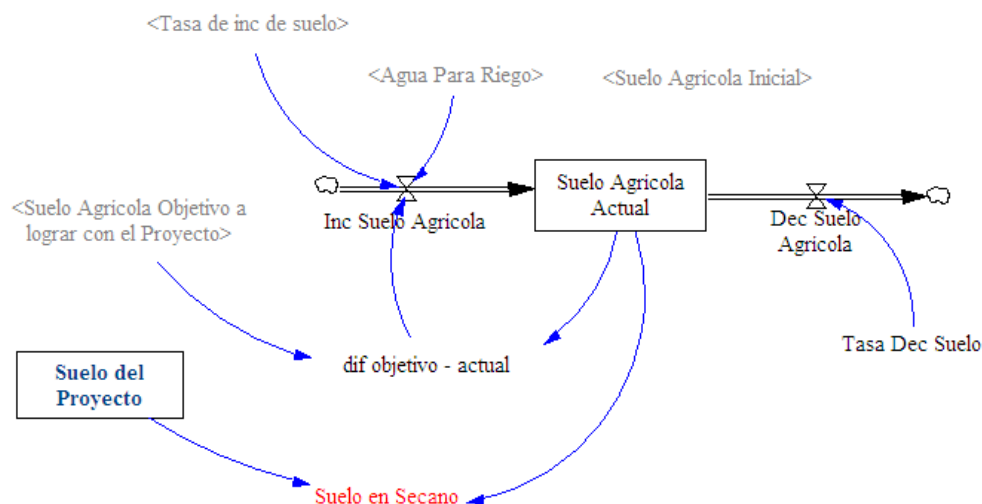 <Tasa de inc de suelo>
<Agua Para Riego>
<Suelo Agricola Inicial>
Suelo Agricola
Actual
<Suelo Agricola Objetivo a
lograr con el Proyecto>
Inc Suelo Agricola
Dec Suelo
Agricola
Tasa Dec Suelo
dif objetivo - actual
Suelo del
Proyecto
Suelo en Secano